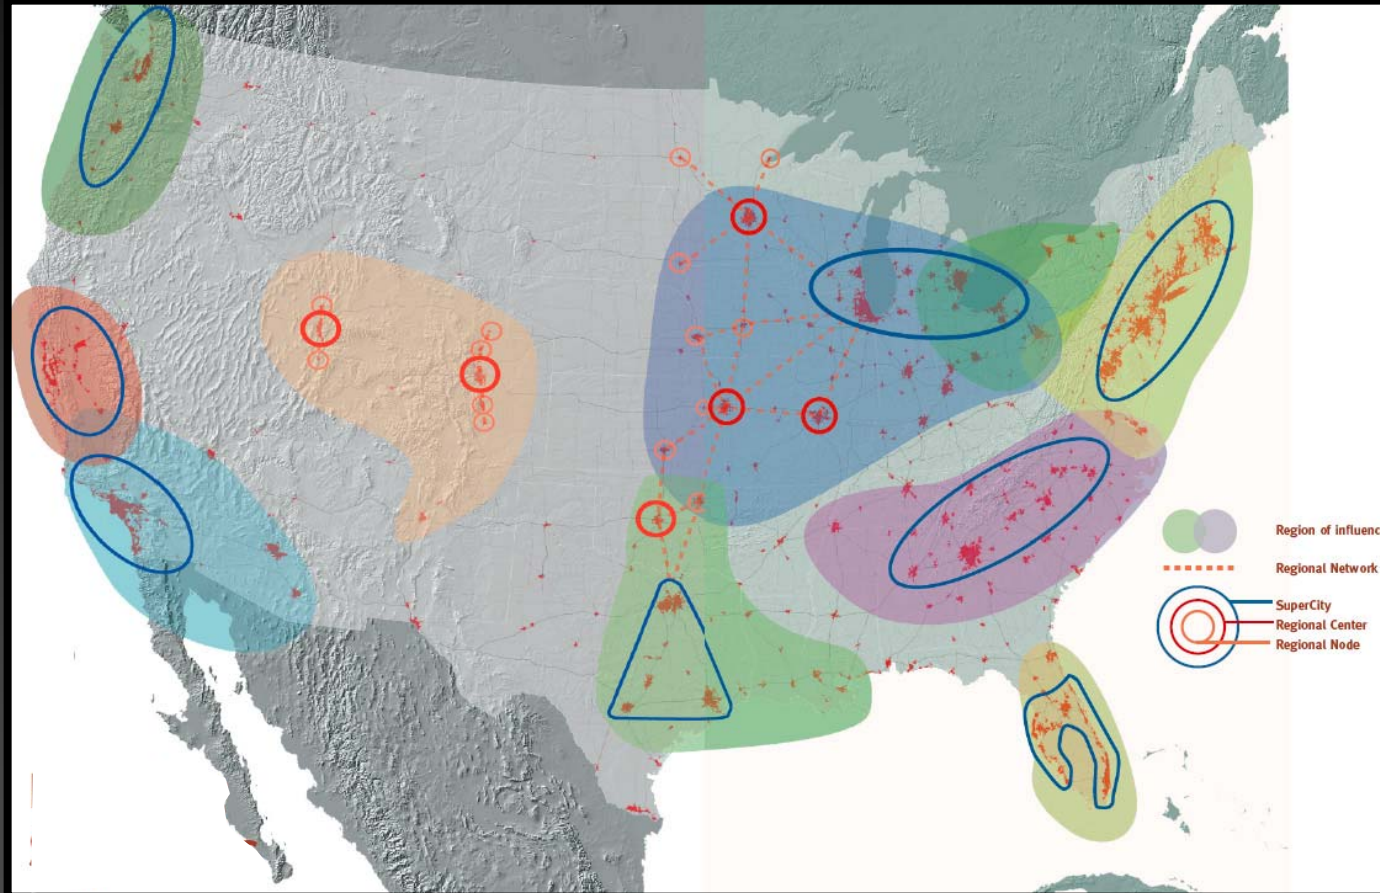 Region of influenc
Regional Network
SuperCity
Regional Center
Regional Node